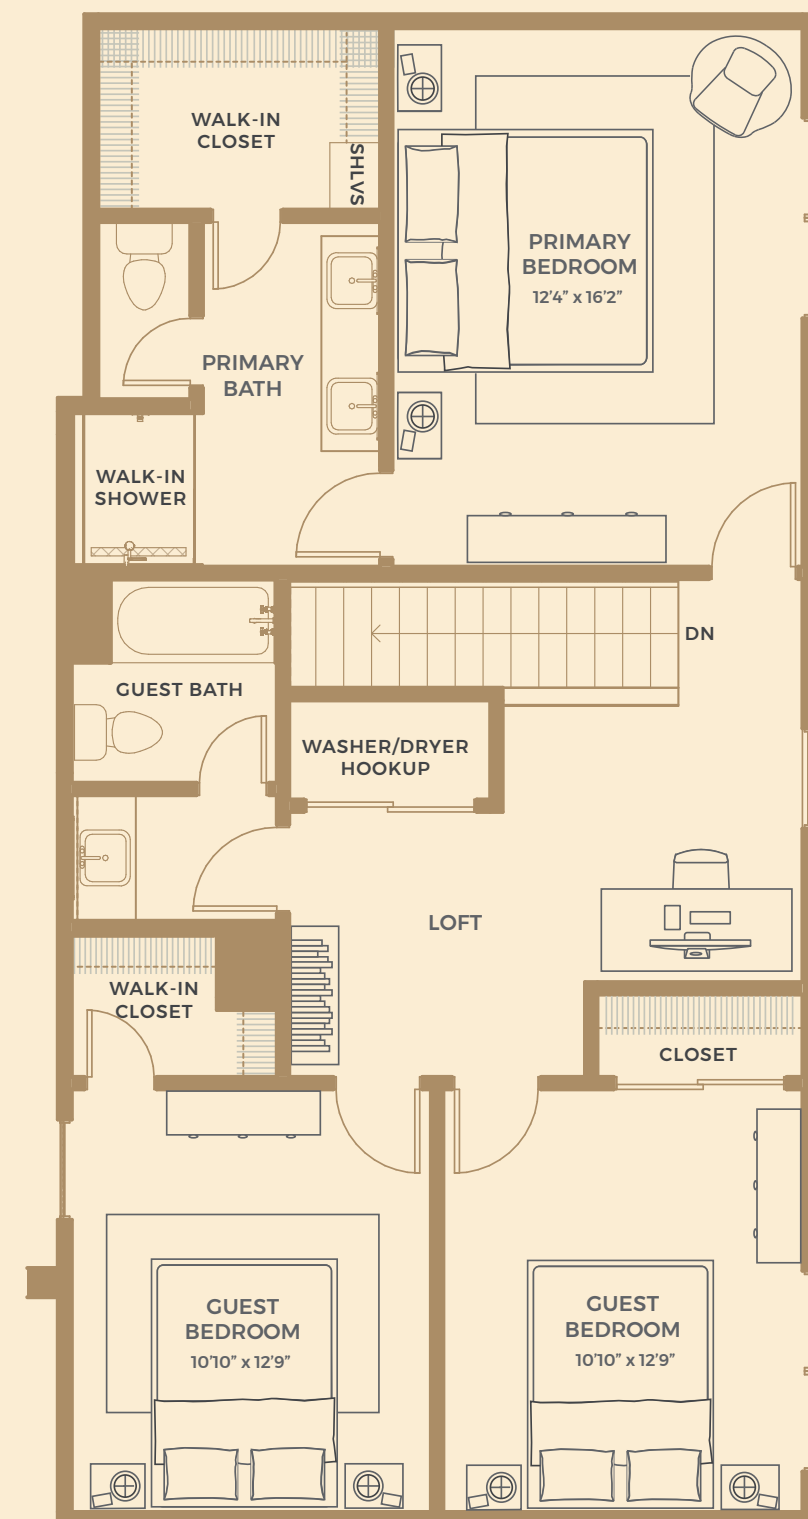 WALK-IN
CLOSET
SHLVS
PRIMARY
BEDROOM
12’4” x 16’2”
PRIMARY
BATH
WALK-IN
SHOWER
DN
GUEST BATH
WASHER/DRYER
HOOKUP
LOFT
WALK-IN
CLOSET
CLOSET
GUEST
BEDROOM
10’10” x 12’9”
GUEST
BEDROOM
10’10” x 12’9”